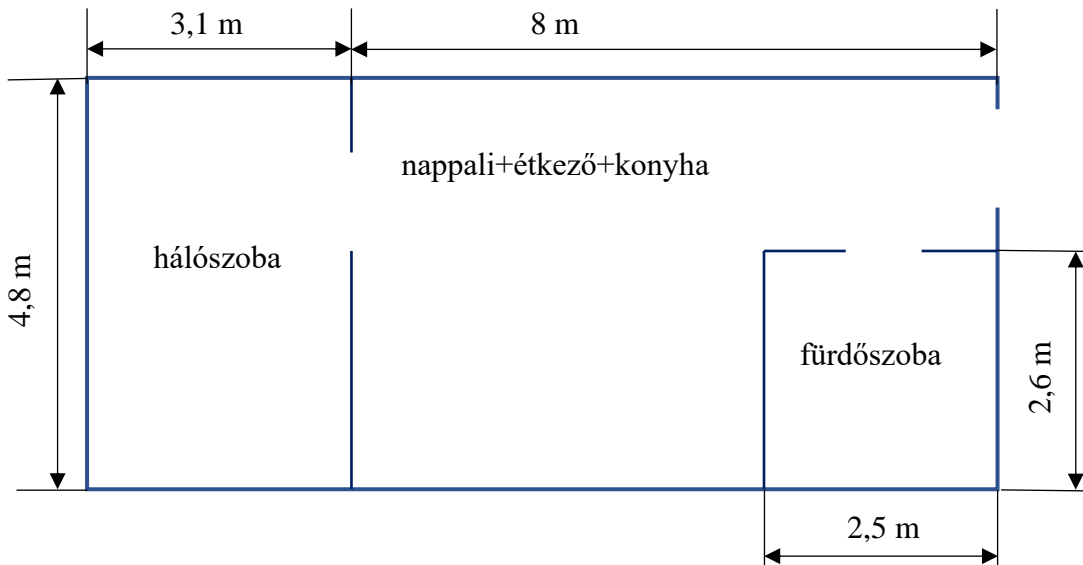 3,1 m
8 m
nappali+étkező+konyha
hálószoba
4,8 m
fürdőszoba
2,6 m
2,5 m